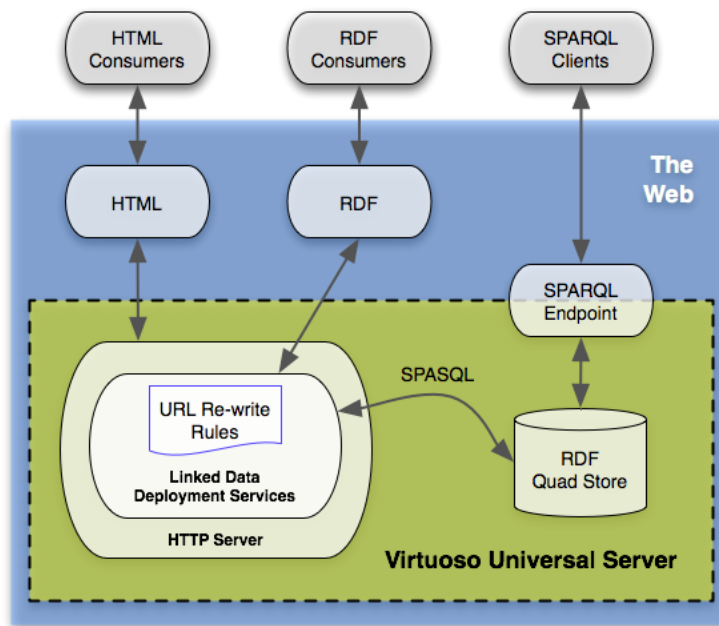 HTML
Consumers
RDF
Consumers
SPARQL
Clients
The
Web
HTML
RDF
SPARQL
Endpoint
SPASQL
URL Re-write
Rules
Linked Data
Deployment Services
HTTP Server
RDF
Quad Store
Virtuoso Universal Server